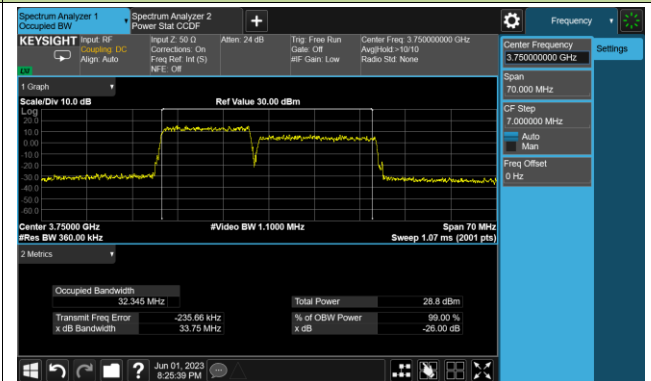 Spectrum Analyzer 1
Occupied BW
Spectrum Analyzer 2
Power Stat CCDF
+
Frequency
KEYSIGHT
Input: RF
Coupling: DC
Align: Auto
Input Z: 50 Ω
Corrections: On
Freq Ref: Int (S)
NFE: Off
Atten: 24 dB
Trig: Free Run
Gate: Off
#IF Gain: Low
Center Freq: 3.750000000 GHz
Avg|Hold:>10/10
Radio Std: None
Center Frequency
3.750000000 GHz
Settings
Span
70.000 MHz
CF Step
7.000000 MHz
Auto
Man
Freq Offset
0 Hz
1 Graph
Scale/Div 10.0 dB
Ref Value 30.00 dBm
Log
20.0
10.0
0.00
-10.0
-20.0
-30.0
-40.0
-50.0
-60.0
Center 3.75000 GHz
#Video BW 1.1000 MHz
Span 70 MHz
#Res BW 360.00 kHz
Sweep 1.07 ms (2001 pts)
2 Metrics
Occupied Bandwidth
32.345 MHz
Total Power
28.8 dBm
Transmit Freq Error
-235.66 kHz
% of OBW Power
99.00 %
x dB Bandwidth
33.75 MHz
x dB
-26.00 dB
?
Jun 01, 2023
8:25:39 PM